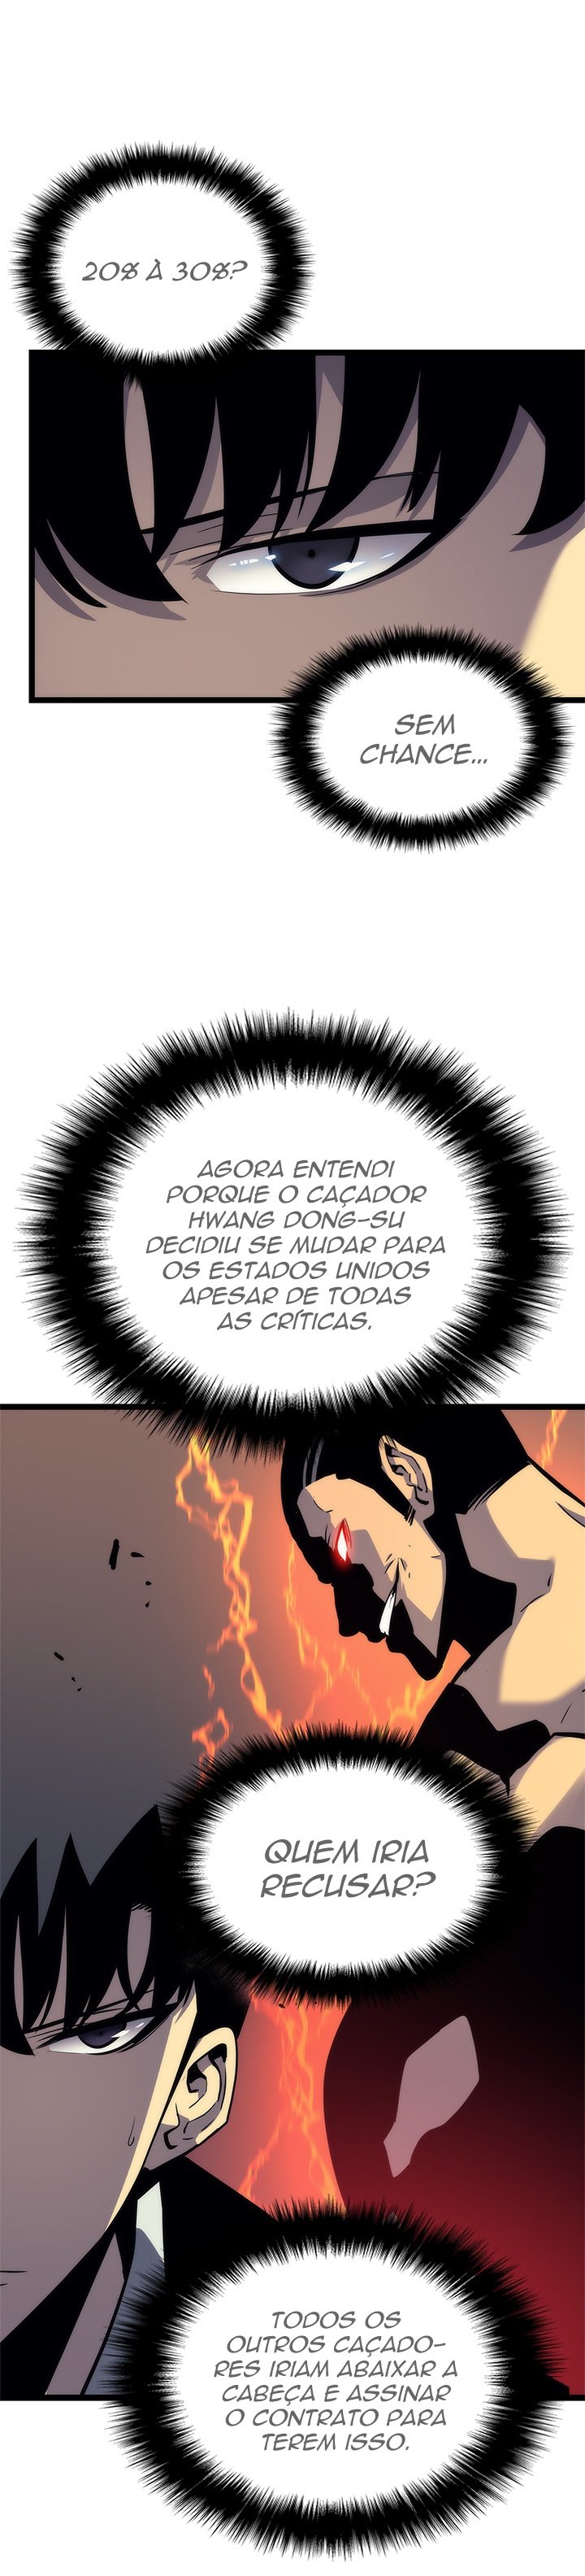 20% À 30%?
SEM
CHANCE...
AGORA ENTENDI
PORQUE O CAÇADOR
HWANG DONG-SU
DECIDIU SE MUDAR PARA
OS ESTADOS UNIDOS
APESAR DE TODAS
AS CRÍTICAS.
QUEM IRIA
RECUSAR?
TODOS OS
OUTROS CAÇADO-
RES IRIAM ABAIXAR A
CABEÇA E ASSINAR
O CONTRATO PARA
TEREM ISSO.